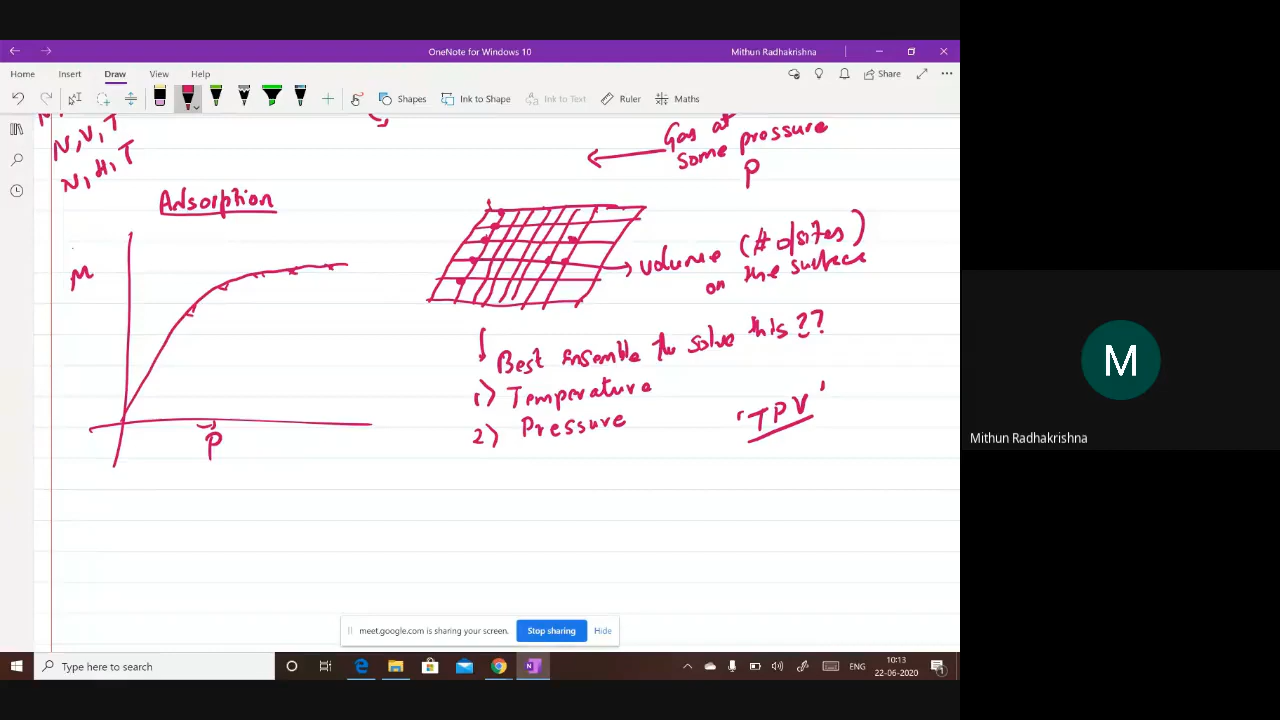 OneNote for Windows 10
Mithun Radhakrishna
Home Insert Draw View Help
Share
Shapes Ink to Shape Ink to Text Ruler Maths
N, V, T
N, H, T
Gas at
some pressure
P
Adsorption
M
P
Volume (# of sites)
on the surface
Best ensemble to solve this ??
1) Temperature
2) Pressure
'TPV'
M
Mithun Radhakrishna
meet.google.com is sharing your screen. Stop sharing Hide
Type here to search
ENG
10:13
22-06-2020